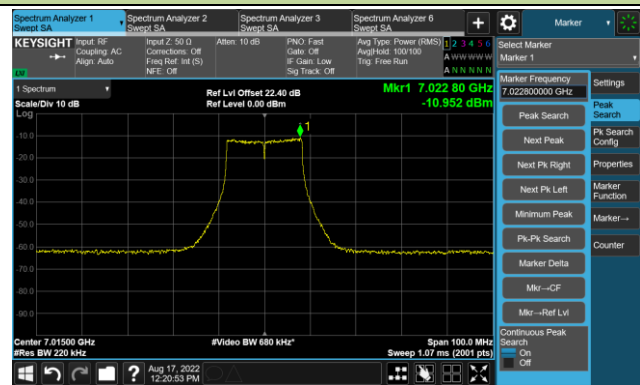 Spectrum Analyzer 1
Swept SA
Spectrum Analyzer 2
Swept SA
Spectrum Analyzer 3
Swept SA
Spectrum Analyzer 6
Swept SA
+
Marker
KEYSIGHT
Input: RF
Coupling: AC
Align: Auto
Input Z: 50 Ω
Corrections: Off
Freq Ref: Int (S)
NFE: Off
Atten: 10 dB
PNO: Fast
Gate: Off
IF Gain: Low
Sig Track: Off
Avg Type: Power (RMS)
Avg|Hold: 100/100
Trig: Free Run
1 2 3 4 5 6
A W W W W W
A N N N N N
LXI
Select Marker
Marker 1
1 Spectrum
Scale/Div 10 dB
Log
Ref Lvl Offset 22.40 dB
Ref Level 0.00 dBm
Mkr1 7.022 80 GHz
-10.952 dBm
1
-10.0
-20.0
-30.0
-40.0
-50.0
-60.0
-70.0
-80.0
-90.0
Center 7.01500 GHz
#Res BW 220 kHz
#Video BW 680 kHz*
Span 100.0 MHz
Sweep 1.07 ms (2001 pts)
Marker Frequency
7.022800000 GHz
Peak Search
Next Peak
Next Pk Right
Next Pk Left
Minimum Peak
Pk-Pk Search
Marker Delta
Mkr→CF
Mkr→Ref Lvl
Continuous Peak
Search
On
Off
Settings
Peak
Search
Pk Search
Config
Properties
Marker
Function
Marker→
Counter
?
Aug 17, 2022
12:20:53 PM